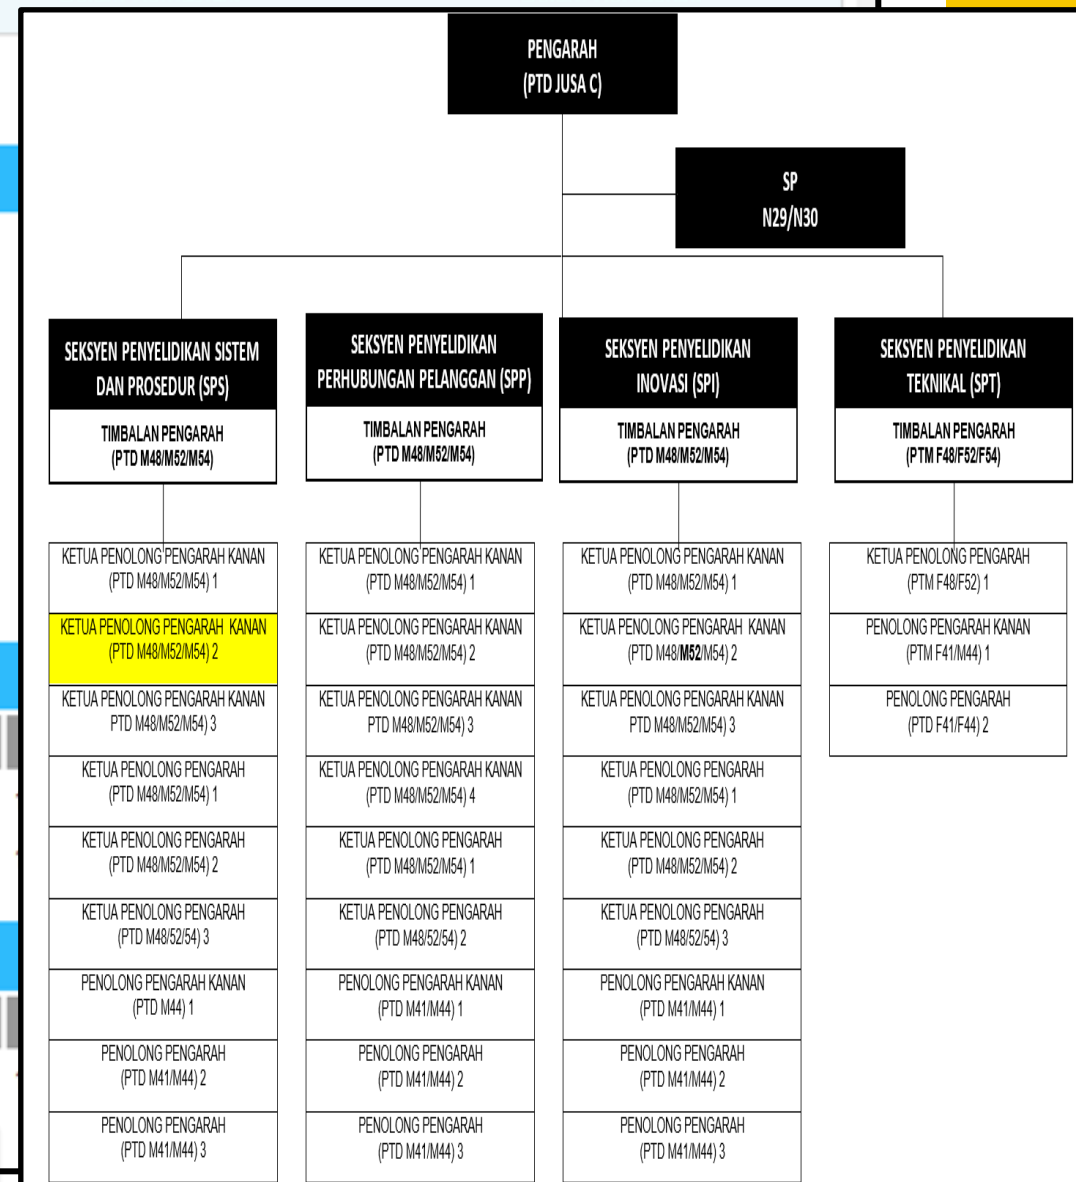 PENGARAH
(PTD JUSA C)
SP
N29/N30
SEKSYEN PENYELIDIKAN SISTEM
DAN PROSEDUR (SPS)
TIMBALAN PENGARAH
(PTD M48/M52/M54)
KETUA PENOLONG PENGARAH KANAN
(PTD M48/M52/M54) 1
KETUA PENOLONG PENGARAH KANAN
(PTD M48/M52/M54) 2
KETUA PENOLONG PENGARAH KANAN
PTD M48/M52/M54) 3
KETUA PENOLONG PENGARAH
(PTD M48/M52/M54) 1
KETUA PENOLONG PENGARAH
(PTD M48/M52/M54) 2
KETUA PENOLONG PENGARAH
(PTD M48/52/54) 3
PENOLONG PENGARAH KANAN
(PTD M44) 1
PENOLONG PENGARAH
(PTD M41/M44) 2
PENOLONG PENGARAH
(PTD M41/M44) 3
SEKSYEN PENYELIDIKAN
PERHUBUNGAN PELANGGAN (SPP)
TIMBALAN PENGARAH
(PTD M48/M52/M54)
KETUA PENOLONG PENGARAH KANAN
(PTD M48/M52/M54) 1
KETUA PENOLONG PENGARAH KANAN
(PTD M48/M52/M54) 2
KETUA PENOLONG PENGARAH KANAN
PTD M48/M52/M54) 3
KETUA PENOLONG PENGARAH KANAN
(PTD M48/M52/M54) 4
KETUA PENOLONG PENGARAH
(PTD M48/M52/M54) 1
KETUA PENOLONG PENGARAH
(PTD M48/52/54) 2
PENOLONG PENGARAH KANAN
(PTD M41/M44) 1
PENOLONG PENGARAH
(PTD M41/M44) 2
PENOLONG PENGARAH
(PTD M41/M44) 3
SEKSYEN PENYELIDIKAN
INOVASI (SPI)
TIMBALAN PENGARAH
(PTD M48/M52/M54)
KETUA PENOLONG PENGARAH KANAN
(PTD M48/M52/M54) 1
KETUA PENOLONG PENGARAH KANAN
(PTD M48/M52/M54) 2
KETUA PENOLONG PENGARAH KANAN
PTD M48/M52/M54) 3
KETUA PENOLONG PENGARAH
(PTD M48/M52/M54) 1
KETUA PENOLONG PENGARAH
(PTD M48/M52/M54) 2
KETUA PENOLONG PENGARAH
(PTD M48/52/54) 3
PENOLONG PENGARAH KANAN
(PTD M41/M44) 1
PENOLONG PENGARAH
(PTD M41/M44) 2
PENOLONG PENGARAH
(PTD M41/M44) 3
SEKSYEN PENYELIDIKAN
TEKNIKAL (SPT)
TIMBALAN PENGARAH
(PTM F48/F52/F54)
KETUA PENOLONG PENGARAH
(PTM F48/F52) 1
PENOLONG PENGARAH KANAN
(PTM F41/M44) 1
PENOLONG PENGARAH
(PTD F41/F44) 2